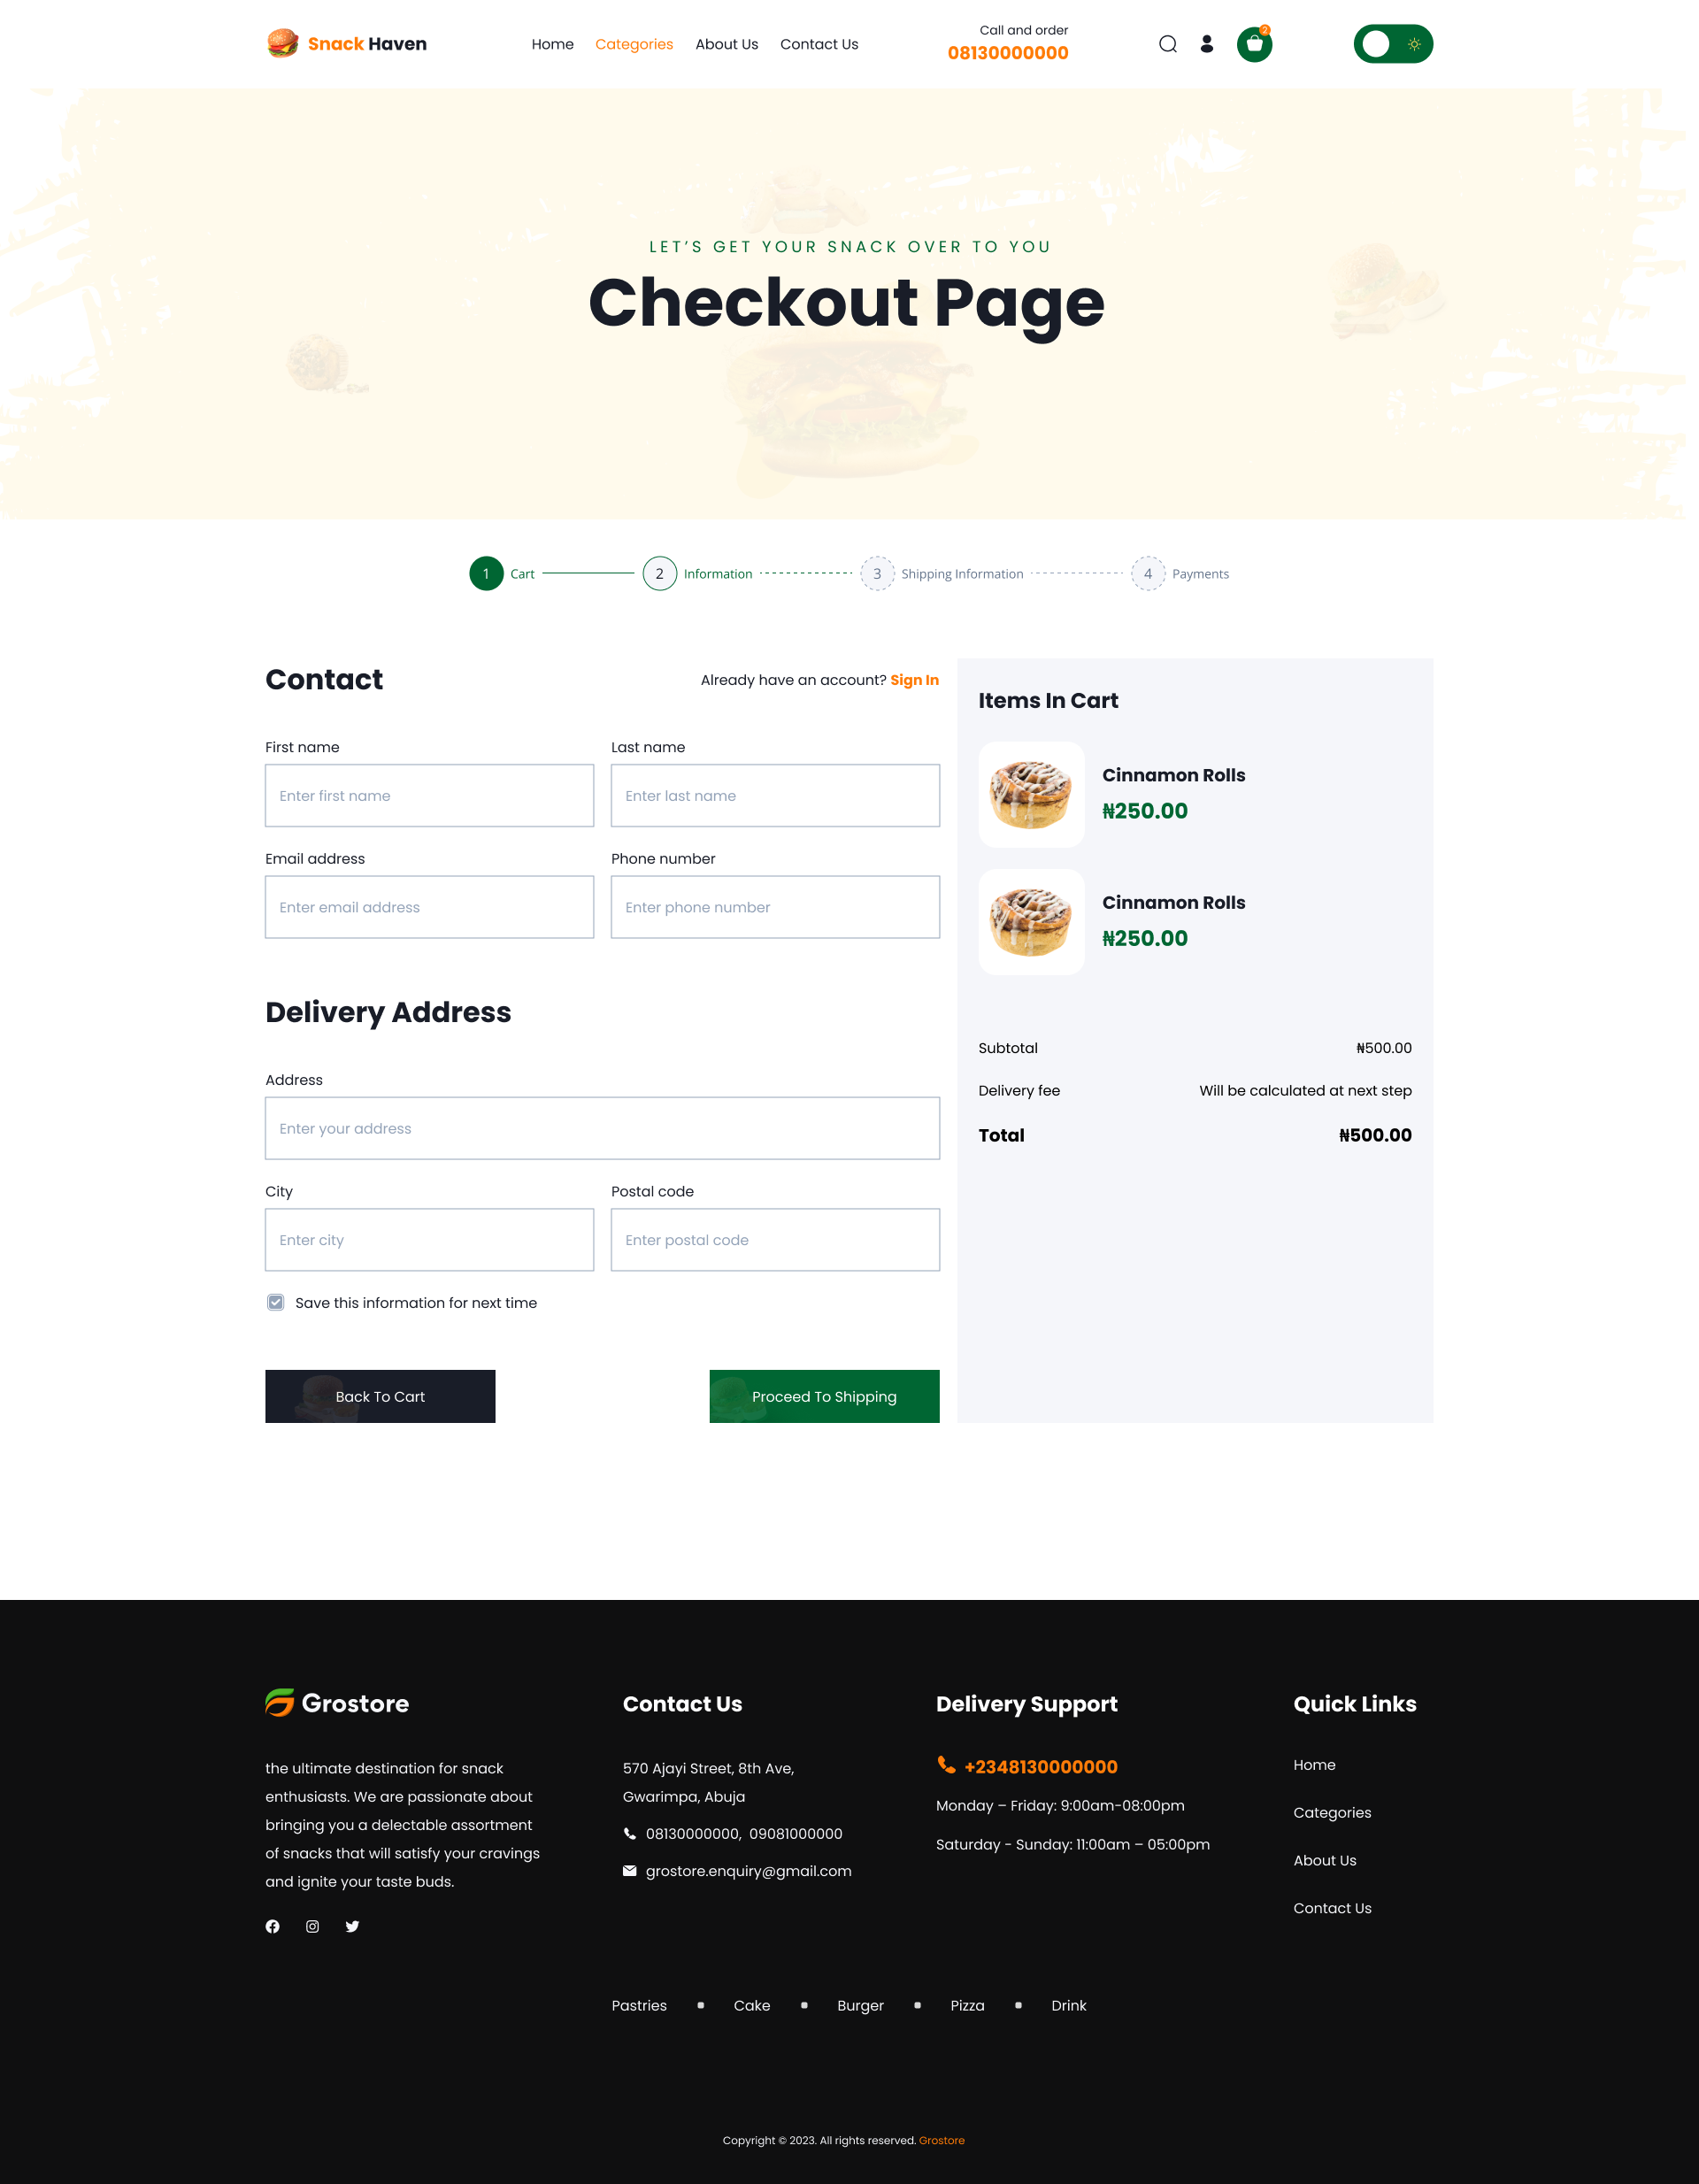 Snack Haven
Home Categories About Us Contact Us
Call and order
08130000000
2
LET'S GET YOUR SNACK OVER TO YOU
Checkout Page
1 Cart 2 Information 3 Shipping Information 4 Payments
Contact
Already have an account? Sign In
First name Last name
Enter first name Enter last name
Email address Phone number
Enter email address Enter phone number
Delivery Address
Address
Enter your address
City Postal code
Enter city Enter postal code
Save this information for next time
Back To Cart Proceed To Shipping
Items In Cart
Cinnamon Rolls
₦250.00
Cinnamon Rolls
₦250.00
Subtotal ₦500.00
Delivery fee Will be calculated at next step
Total ₦500.00
Grostore
the ultimate destination for snack
enthusiasts. We are passionate about
bringing you a delectable assortment
of snacks that will satisfy your cravings
and ignite your taste buds.
Contact Us
570 Ajayi Street, 8th Ave,
Gwarimpa, Abuja
08130000000, 09081000000
grostore.enquiry@gmail.com
Delivery Support
+2348130000000
Monday – Friday: 9:00am-08:00pm
Saturday - Sunday: 11:00am – 05:00pm
Quick Links
Home
Categories
About Us
Contact Us
Pastries Cake Burger Pizza Drink
Copyright © 2023. All rights reserved. Grostore